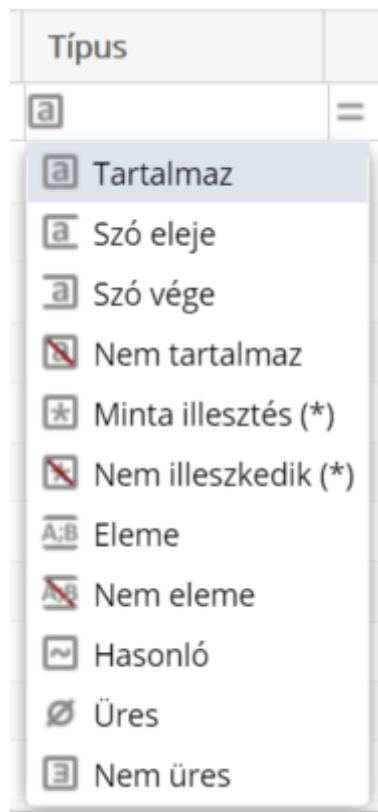 Típus
a =
a Tartalmaz
a Szó eleje
a Szó vége
a Nem tartalmaz
* Minta illesztés (*)
* Nem illeszkedik (*)
A;B Eleme
A;B Nem eleme
~ Hasonló
Ø Üres
∃ Nem üres